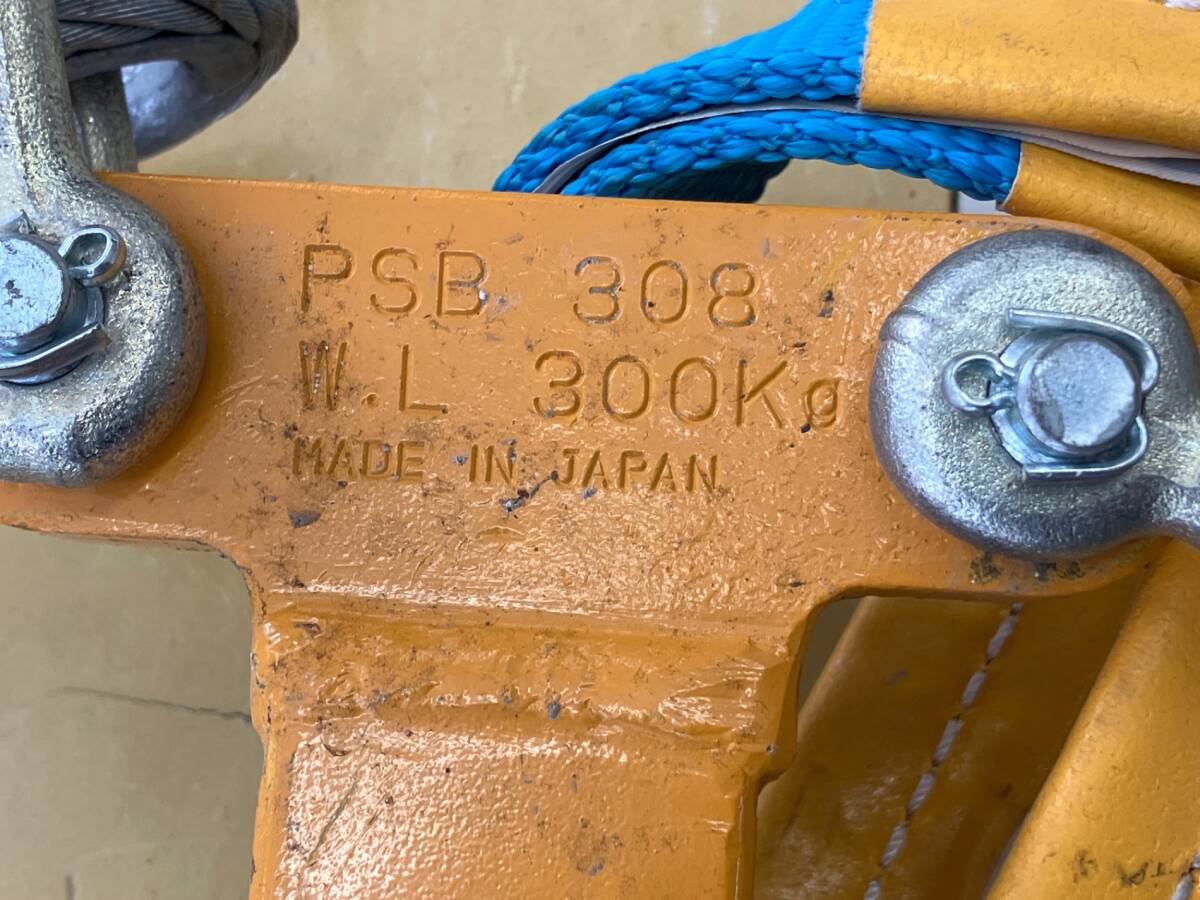 PSB 308
W.L 300Kg
MADE IN JAPAN